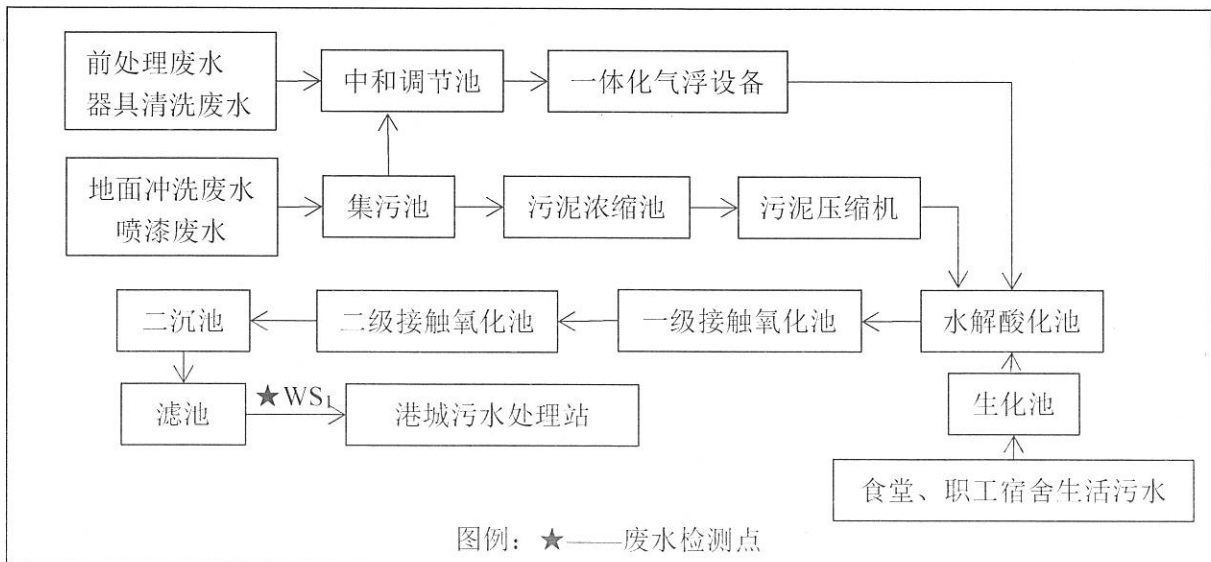 前处理废水
器具清洗废水
中和调节池
一体化气浮设备
地面冲洗废水
喷漆废水
集污池
污泥浓缩池
污泥压缩机
二沉池
二级接触氧化池
一级接触氧化池
水解酸化池
滤池
★WS₁
港城污水处理站
生化池
食堂、职工宿舍生活污水
图例：★——废水检测点